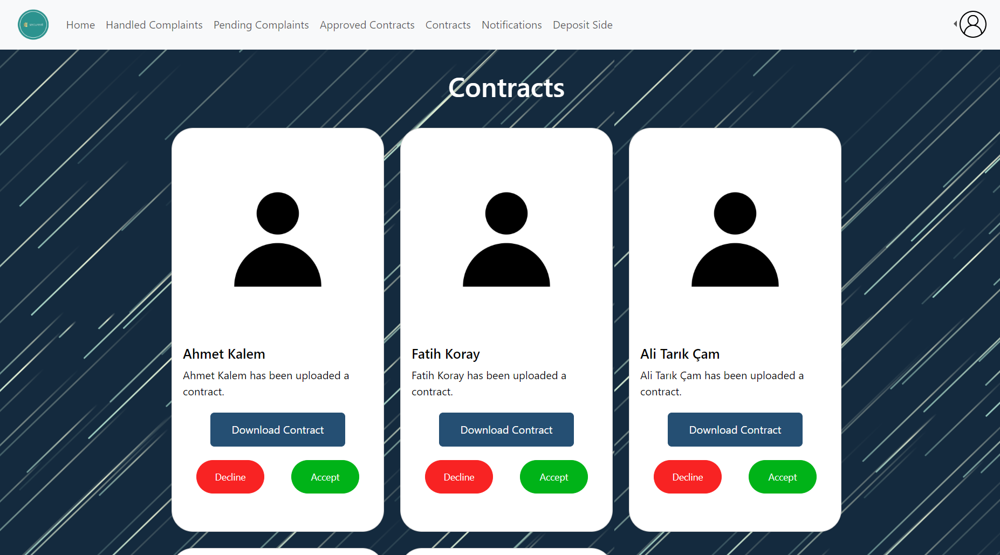 securent
Home Handled Complaints Pending Complaints Approved Contracts Contracts Notifications Deposit Side
Contracts
Ahmet Kalem
Ahmet Kalem has been uploaded a
contract.
Download Contract
Decline Accept
Fatih Koray
Fatih Koray has been uploaded a
contract.
Download Contract
Decline Accept
Ali Tarık Çam
Ali Tarık Çam has been uploaded a
contract.
Download Contract
Decline Accept